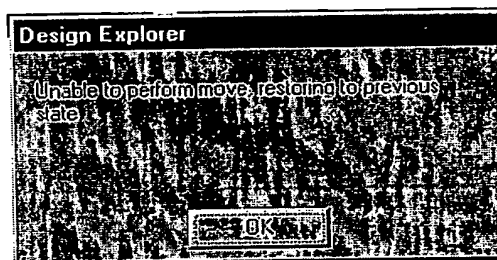 Design Explorer
Unable to perform move, restoring to previous
state
OK